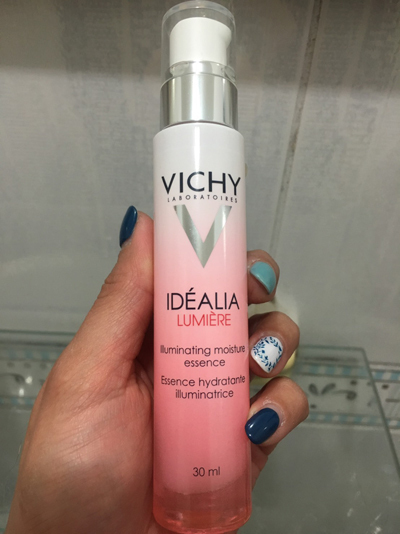 VICHY
LABORATOIRES
IDÉALIA
LUMIÈRE
Illuminating moisture
essence
Essence hydratante
illuminatrice
30 ml